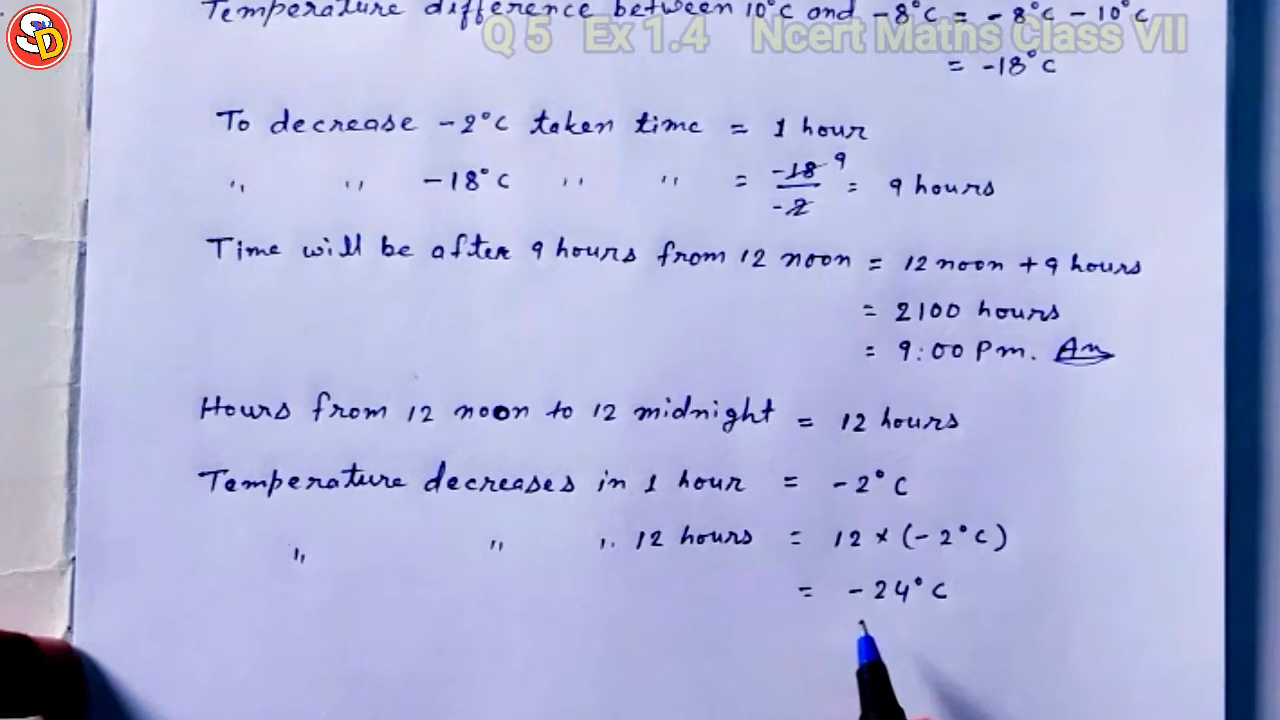 Temperature difference between 10°C and -8°C = -8°C - 10°C
SD
Q 5 Ex 1.4 Ncert Maths Class VII
= -18°C
To decrease -2°C taken time = 1 hour
" " -18°C " " = -18/-2 9 = 9 hours
Time will be after 9 hours from 12 noon = 12 noon + 9 hours
= 2100 hours
= 9:00 Pm. Ans
Hours from 12 noon to 12 midnight = 12 hours
Temperature decreases in 1 hour = -2°C
" " " 12 hours = 12 × (-2°C)
= -24°C